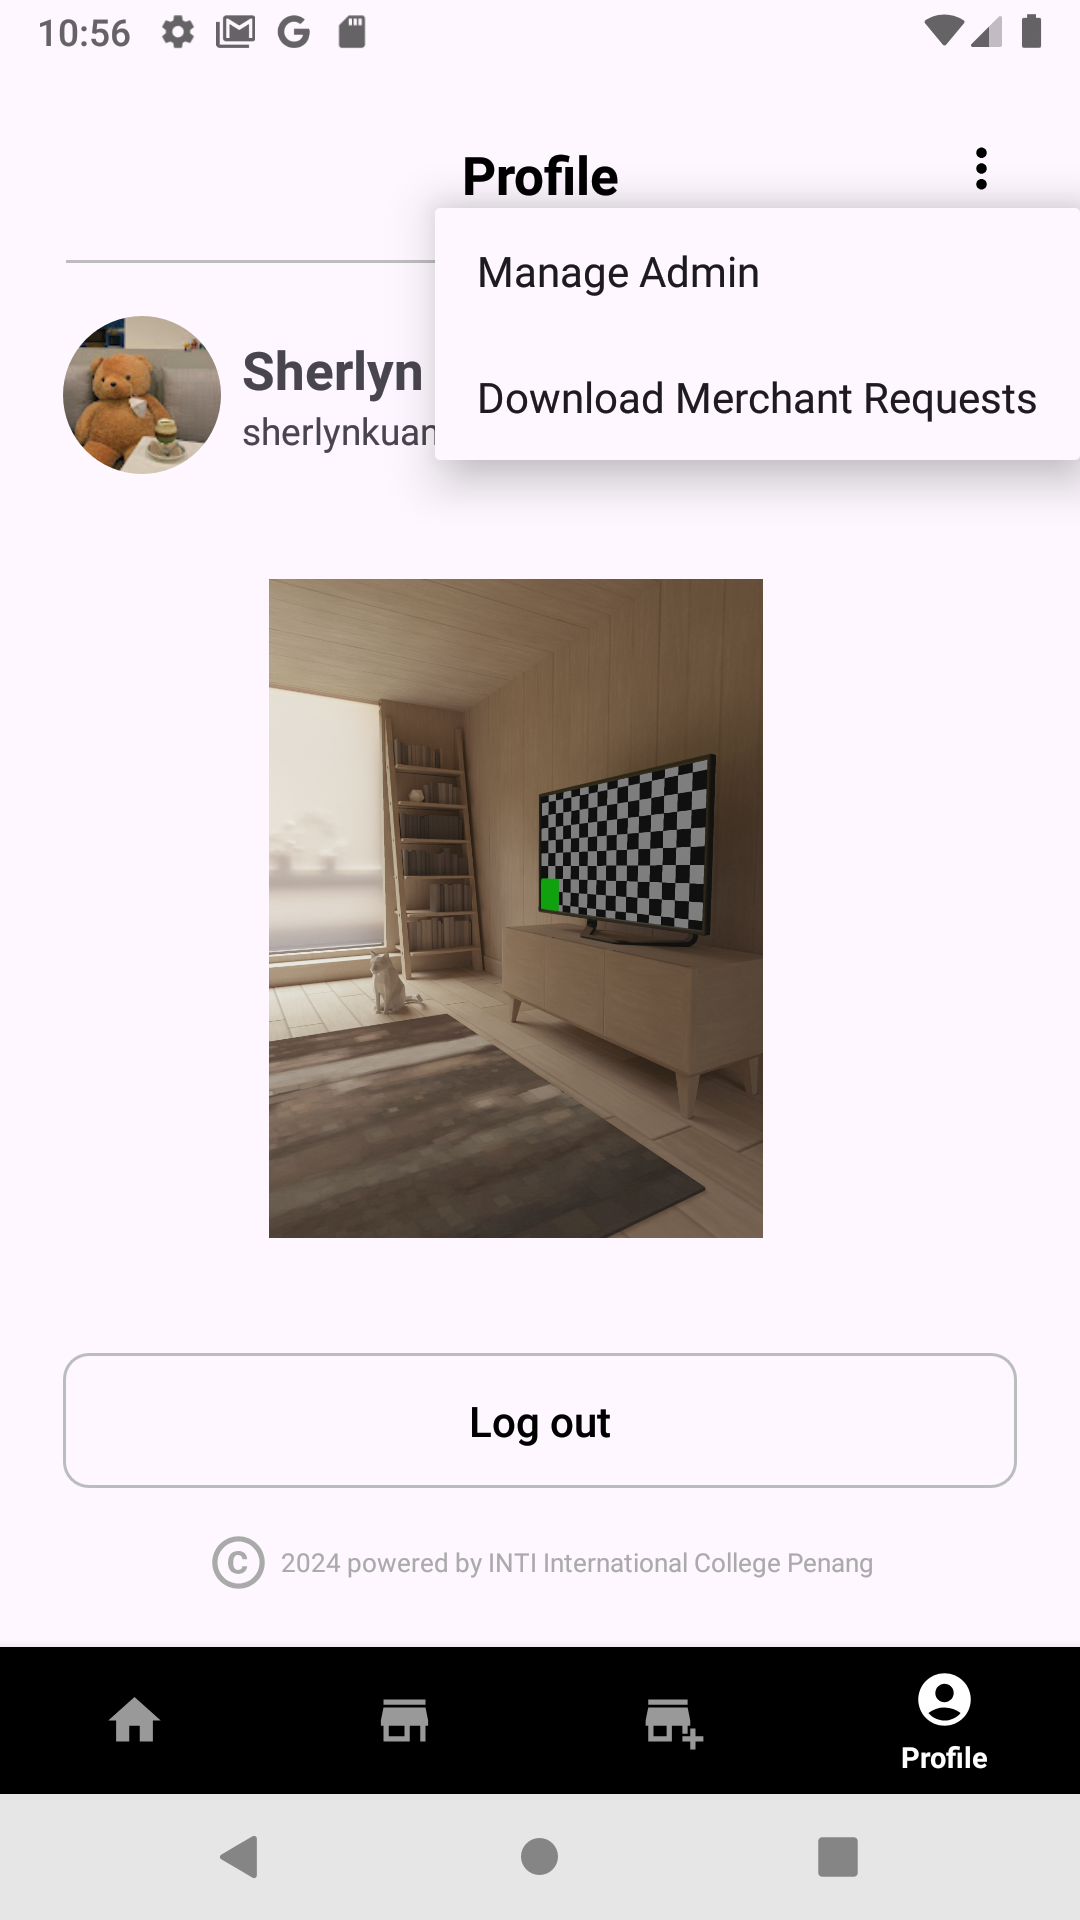 10:56
Profile
Manage Admin
Download Merchant Requests
Sherlyn
sherlynkuan
Log out
© 2024 powered by INTI International College Penang
Profile